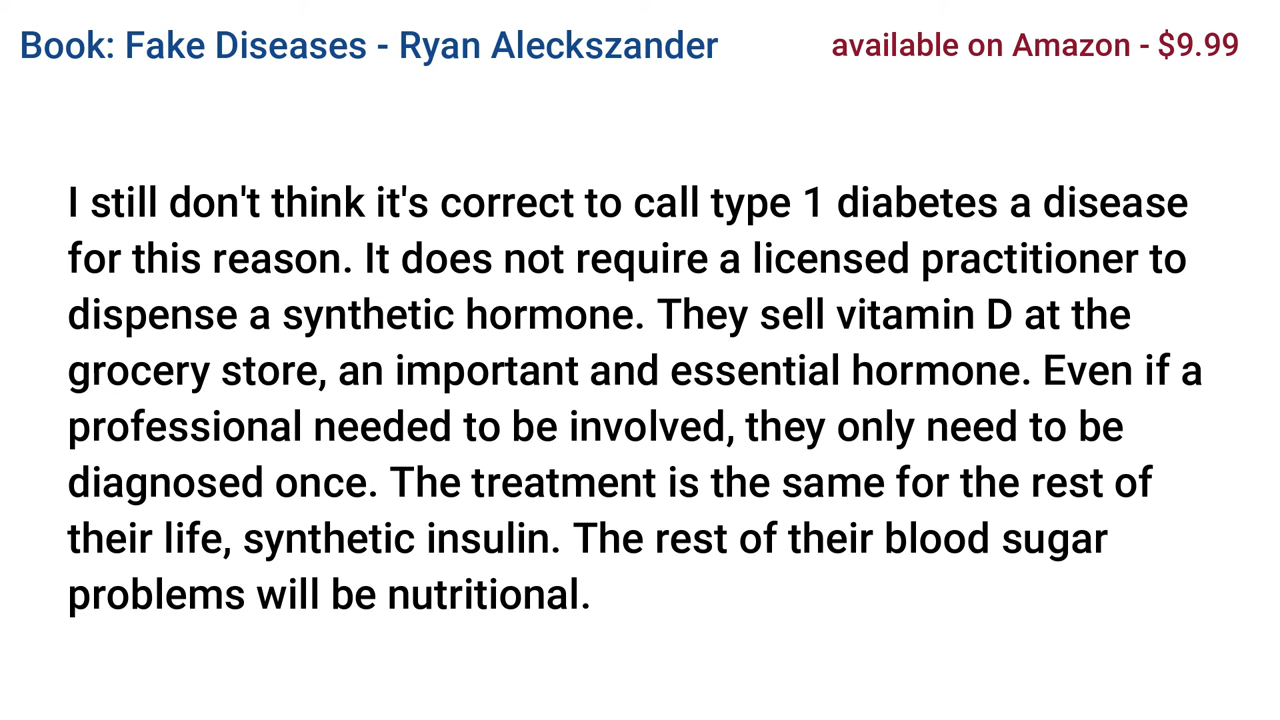 Book: Fake Diseases - Ryan Aleckszander
available on Amazon - $9.99
I still don't think it's correct to call type 1 diabetes a disease
for this reason. It does not require a licensed practitioner to
dispense a synthetic hormone. They sell vitamin D at the
grocery store, an important and essential hormone. Even if a
professional needed to be involved, they only need to be
diagnosed once. The treatment is the same for the rest of
their life, synthetic insulin. The rest of their blood sugar
problems will be nutritional.